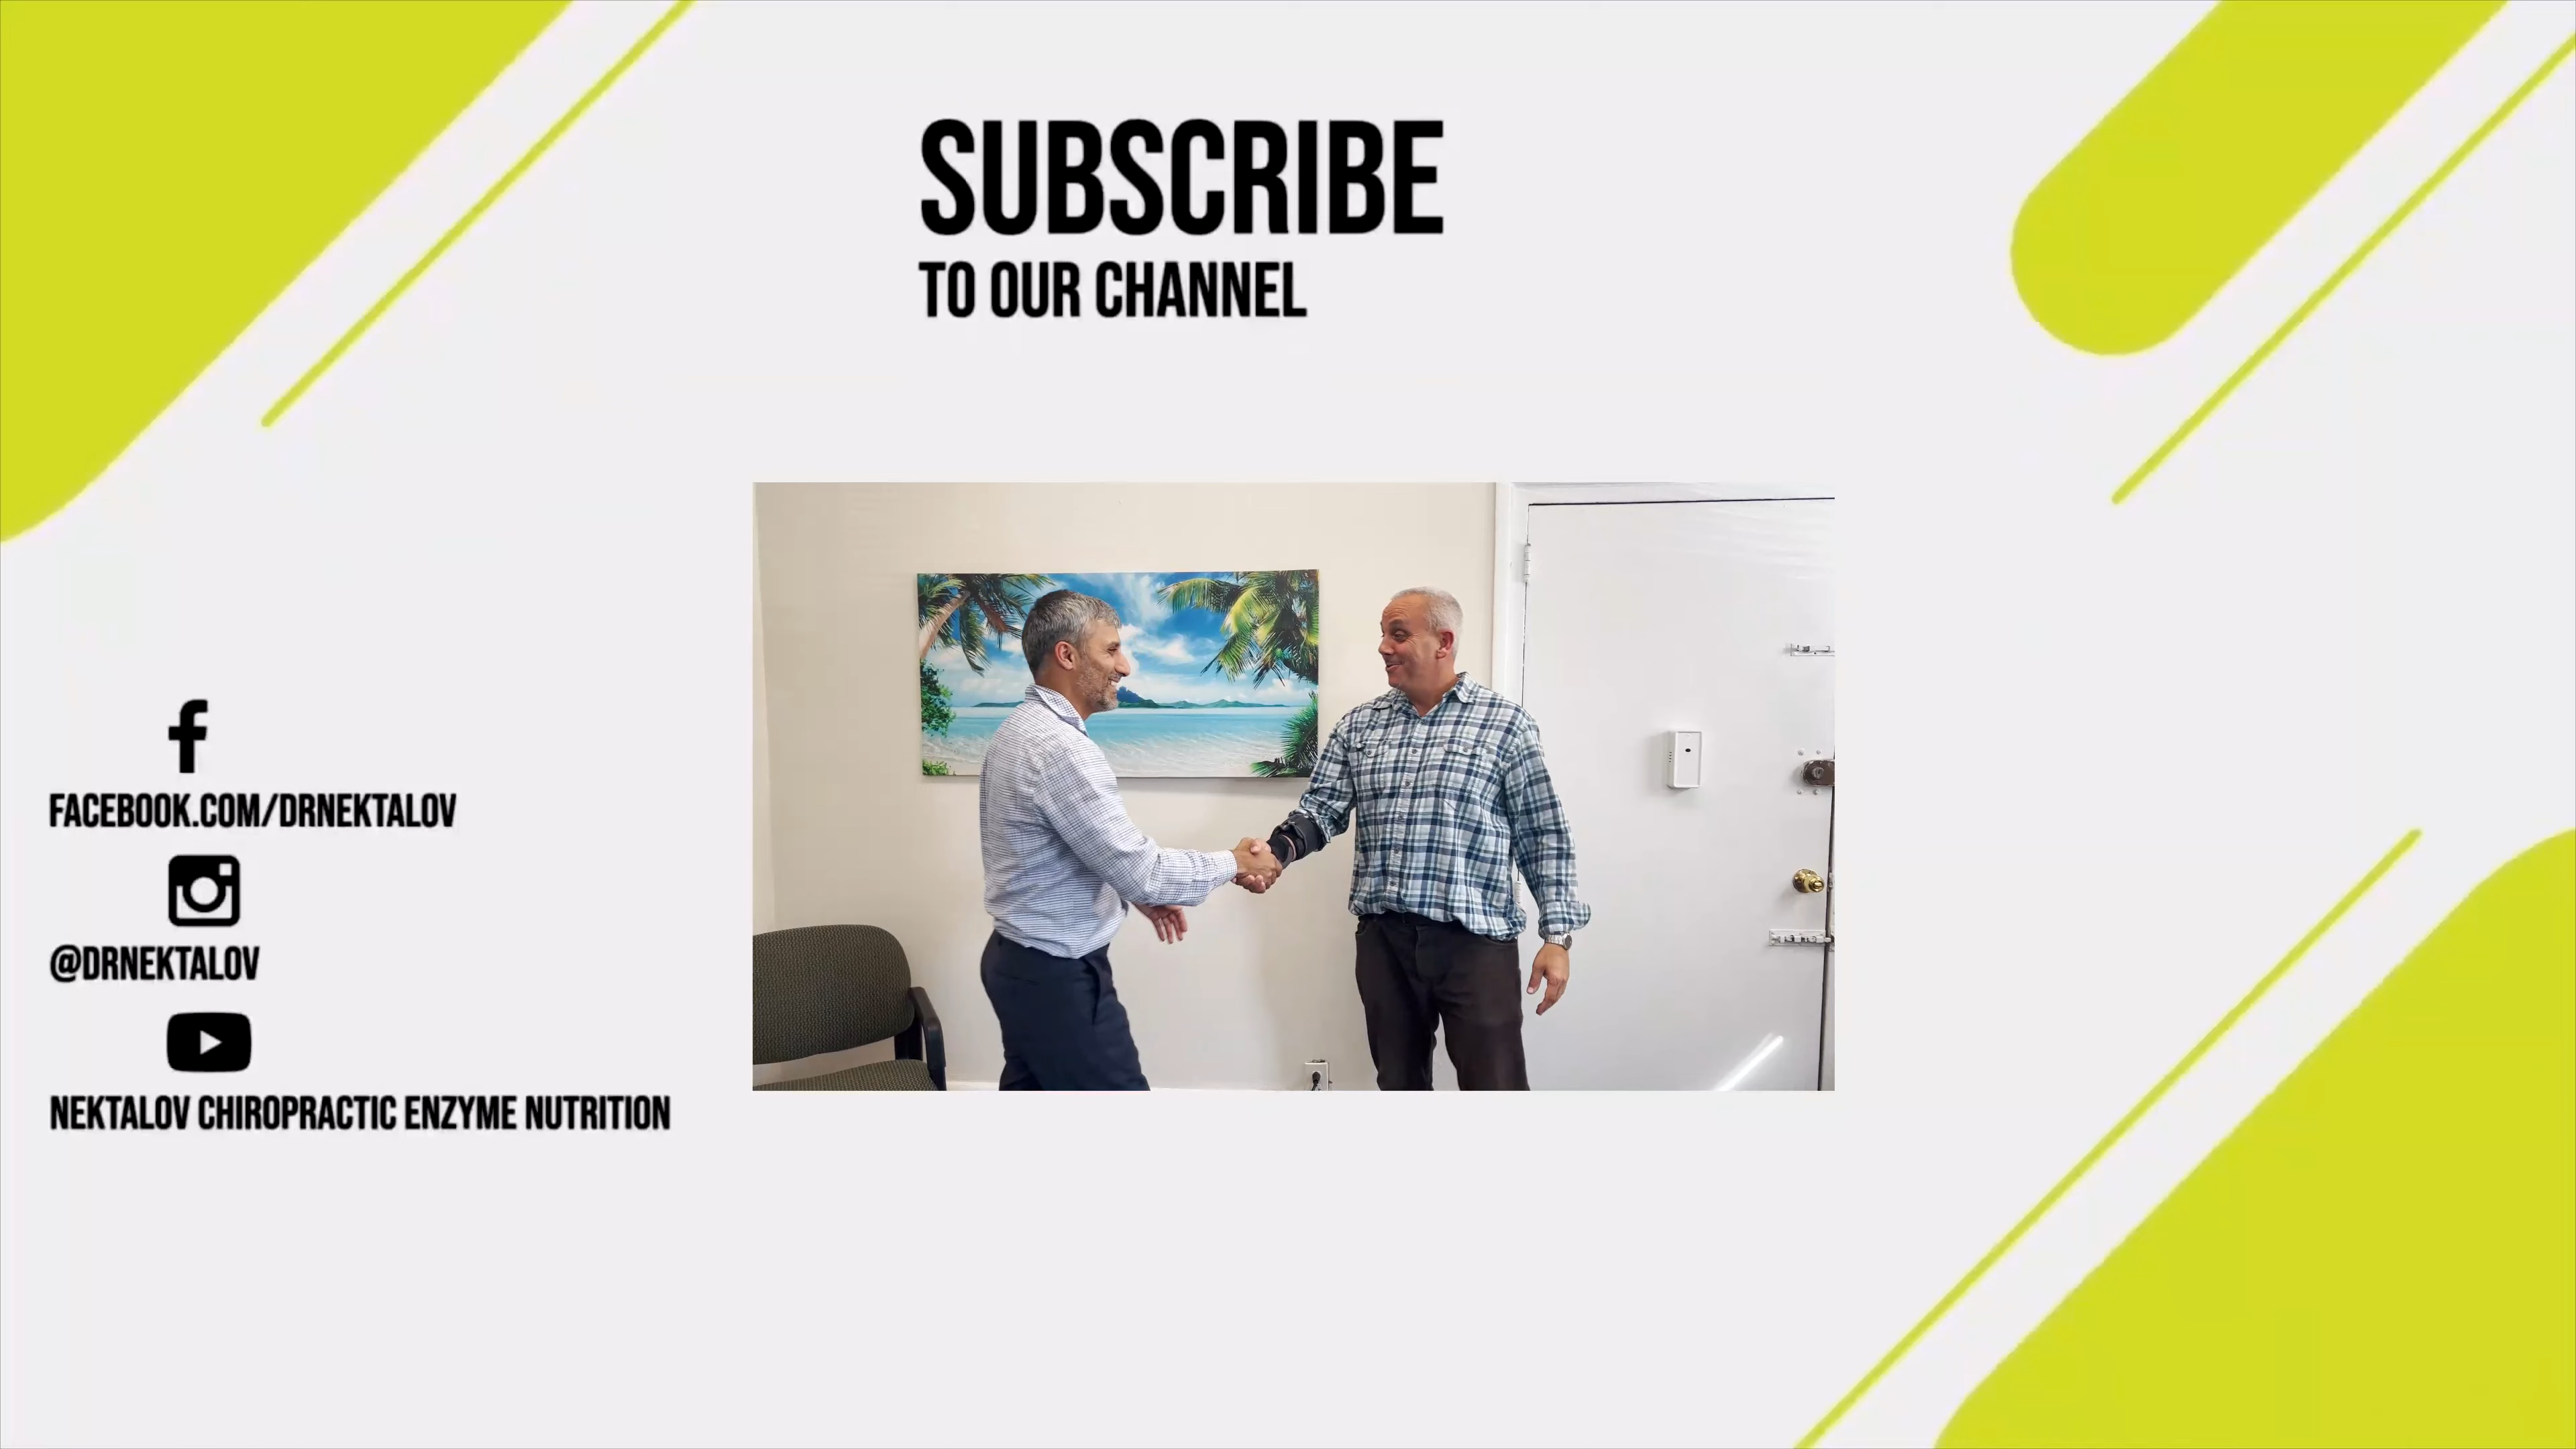 SUBSCRIBE
TO OUR CHANNEL
FACEBOOK.COM/DRNEKTALOV
@DRNEKTALOV
NEKTALOV CHIROPRACTIC ENZYME NUTRITION